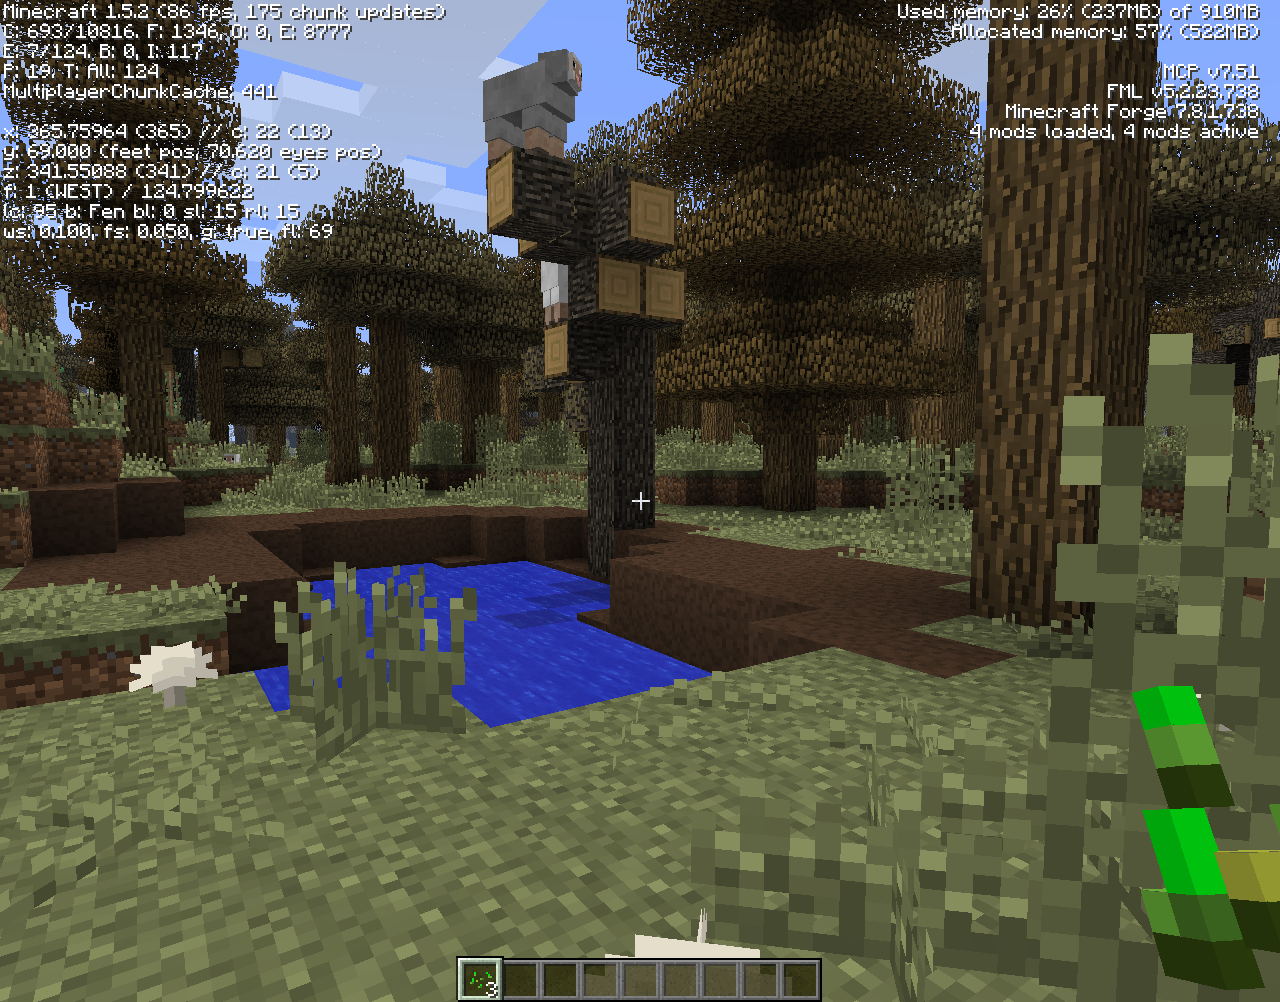 Minecraft 1.5.2 (86 fps, 175 chunk updates)
C: 693/10816. F: 1346, O: 0, E: 8777
E: 7/124, B: 0, I: 117
P: 19, T: All: 124
MultiplayerChunkCache: 441
x: 365.75964 (365) // c: 22 (13)
y: 69.000 (feet pos, 70.620 eyes pos)
z: 341.55088 (341) // c: 21 (5)
f: 1 (WEST) / 124.799622
lc: 95 b: Fen bl: 0 sl: 15 rl: 15
ws: 0.100, fs: 0.050, g: true, fl: 69
Used memory: 26% (237MB) of 910MB
Allocated memory: 57% (522MB)
MCP v7.51
FML v5.2.23.738
Minecraft Forge 7.8.1.738
4 mods loaded, 4 mods active
3